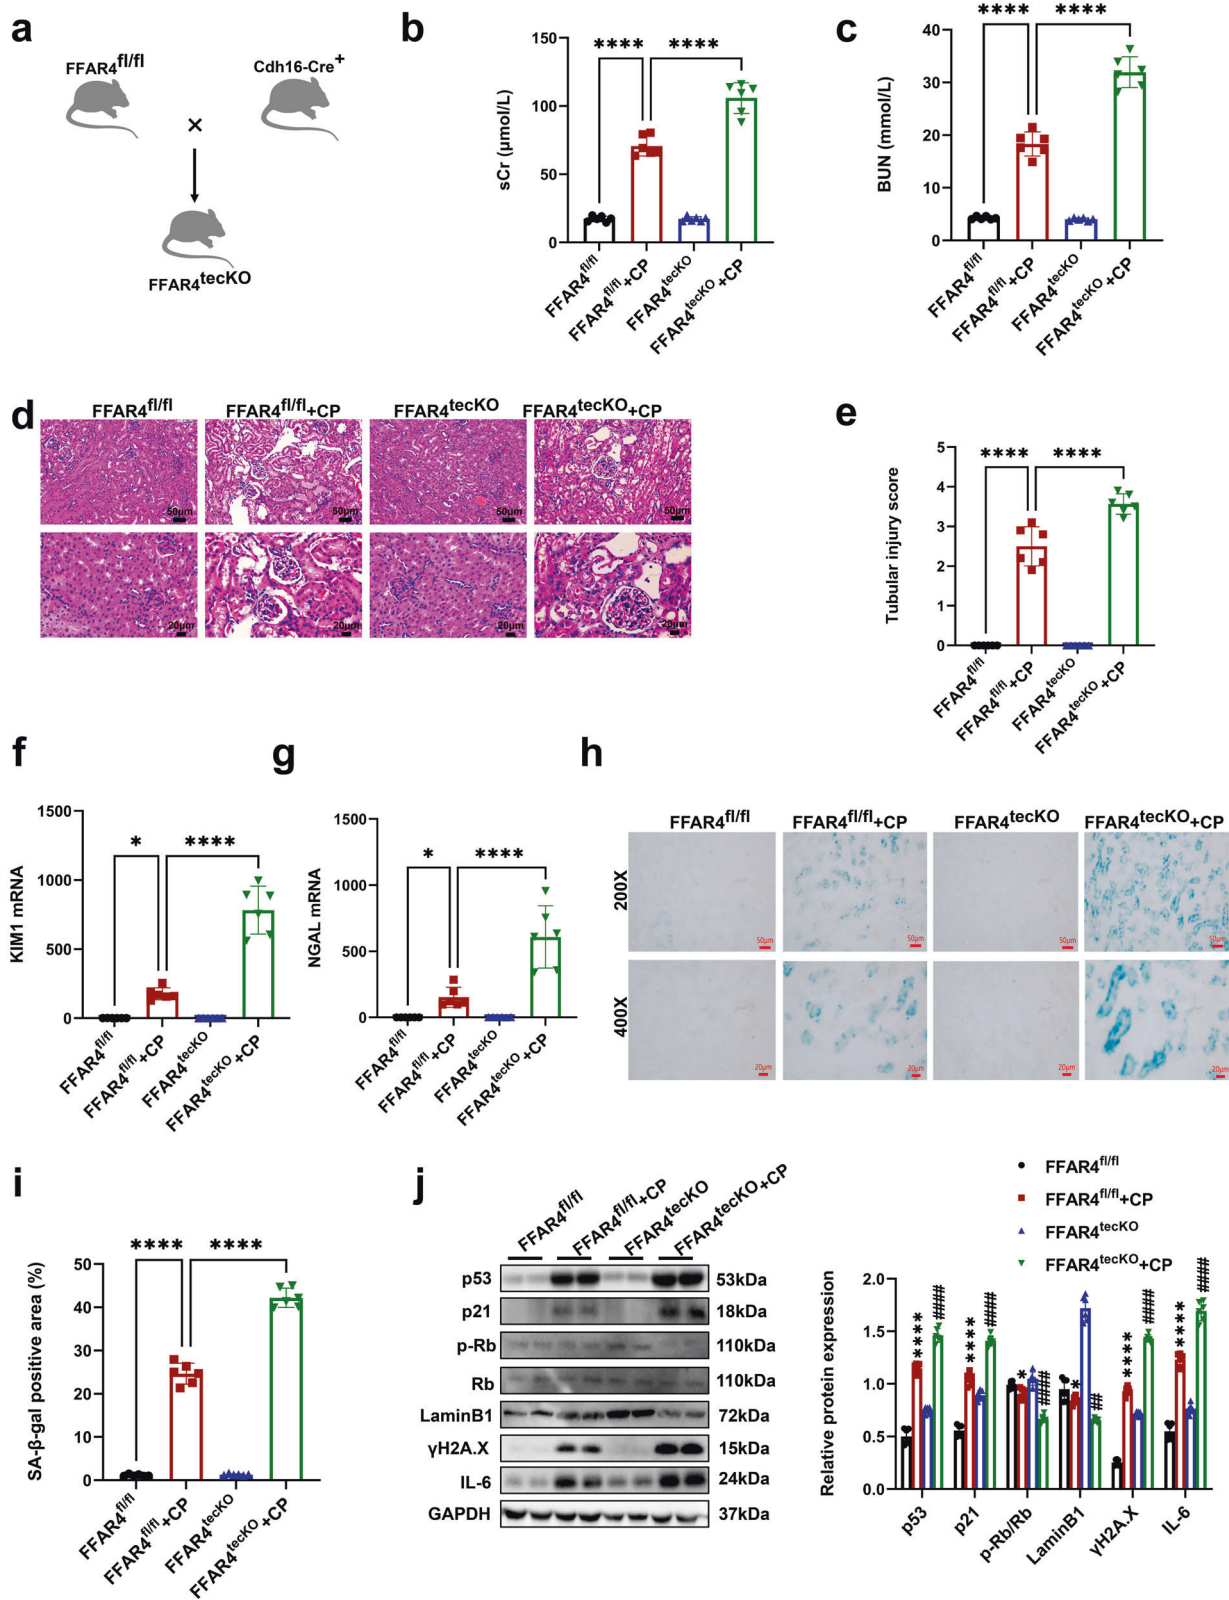 a
FFAR4fl/fl
Cdh16-Cre+
×
FFAR4tecKO
b
sCr (μmol/L)
150
100
50
0
**** ****
FFAR4fl/fl
FFAR4fl/fl+CP
FFAR4tecKO
FFAR4tecKO+CP
c
BUN (mmol/L)
40
30
20
10
0
**** ****
FFAR4fl/fl
FFAR4fl/fl+CP
FFAR4tecKO
FFAR4tecKO+CP
d
FFAR4fl/fl FFAR4fl/fl+CP FFAR4tecKO FFAR4tecKO+CP
50μm 50μm 50μm 50μm
20μm 20μm 20μm 20μm
e
Tubular injury score
5
4
3
2
1
0
**** ****
FFAR4fl/fl
FFAR4fl/fl+CP
FFAR4tecKO
FFAR4tecKO+CP
f
KIM1 mRNA
1500
1000
500
0
* ****
FFAR4fl/fl
FFAR4fl/fl+CP
FFAR4tecKO
FFAR4tecKO+CP
g
NGAL mRNA
1500
1000
500
0
* ****
FFAR4fl/fl
FFAR4fl/fl+CP
FFAR4tecKO
FFAR4tecKO+CP
h
FFAR4fl/fl FFAR4fl/fl+CP FFAR4tecKO FFAR4tecKO+CP
200X
50μm 50μm 50μm 50μm
400X
20μm 20μm 20μm 20μm
i
SA-β-gal positive area (%)
50
40
30
20
10
0
**** ****
FFAR4fl/fl
FFAR4fl/fl+CP
FFAR4tecKO
FFAR4tecKO+CP
j
FFAR4fl/fl FFAR4fl/fl+CP FFAR4tecKO FFAR4tecKO+CP
p53 53kDa
p21 18kDa
p-Rb 110kDa
Rb 110kDa
LaminB1 72kDa
γH2A.X 15kDa
IL-6 24kDa
GAPDH 37kDa
FFAR4fl/fl
FFAR4fl/fl+CP
FFAR4tecKO
FFAR4tecKO+CP
Relative protein expression
2.0
1.5
1.0
0.5
0.0
**** #### **** #### * #### * ## **** #### **** ####
p53
p21
p-Rb/Rb
LaminB1
γH2A.X
IL-6